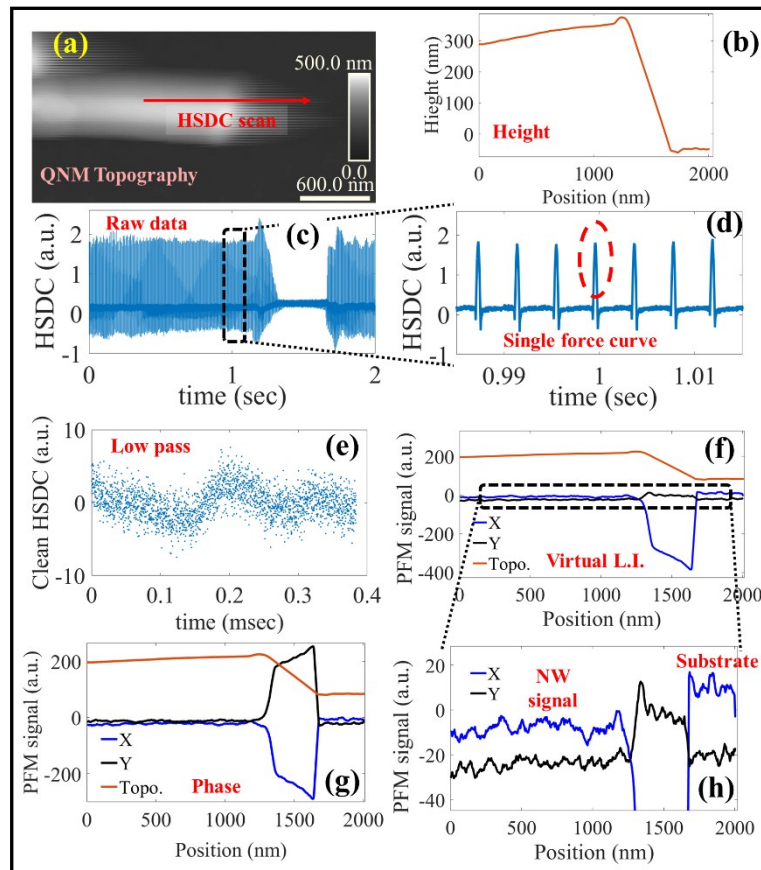 (a)
500.0 nm
HSDC scan
0.0
QNM Topography
600.0 nm
(b)
Hieght (nm)
300
200
100
0
Height
0
1000
2000
Position (nm)
Raw data
(c)
HSDC (a.u.)
2
1
0
-1
0
1
2
time (sec)
(d)
HSDC (a.u.)
2
1
0
-1
Single force curve
0.99
1
1.01
time (sec)
(e)
Low pass
Clean HSDC (a.u.)
10
0
-10
0
0.1
0.2
0.3
0.4
time (msec)
(f)
PFM signal (a.u.)
200
0
-200
-400
X
Y
Topo.
Virtual L.I.
0
500
1000
1500
2000
Position (nm)
PFM signal (a.u.)
200
0
-200
X
Y
Topo.
Phase
(g)
0
500
1000
1500
2000
Position (nm)
PFM signal (a.u.)
20
0
-20
-40
X
Y
NW
signal
Substrate
(h)
0
500
1000
1500
2000
Position (nm)